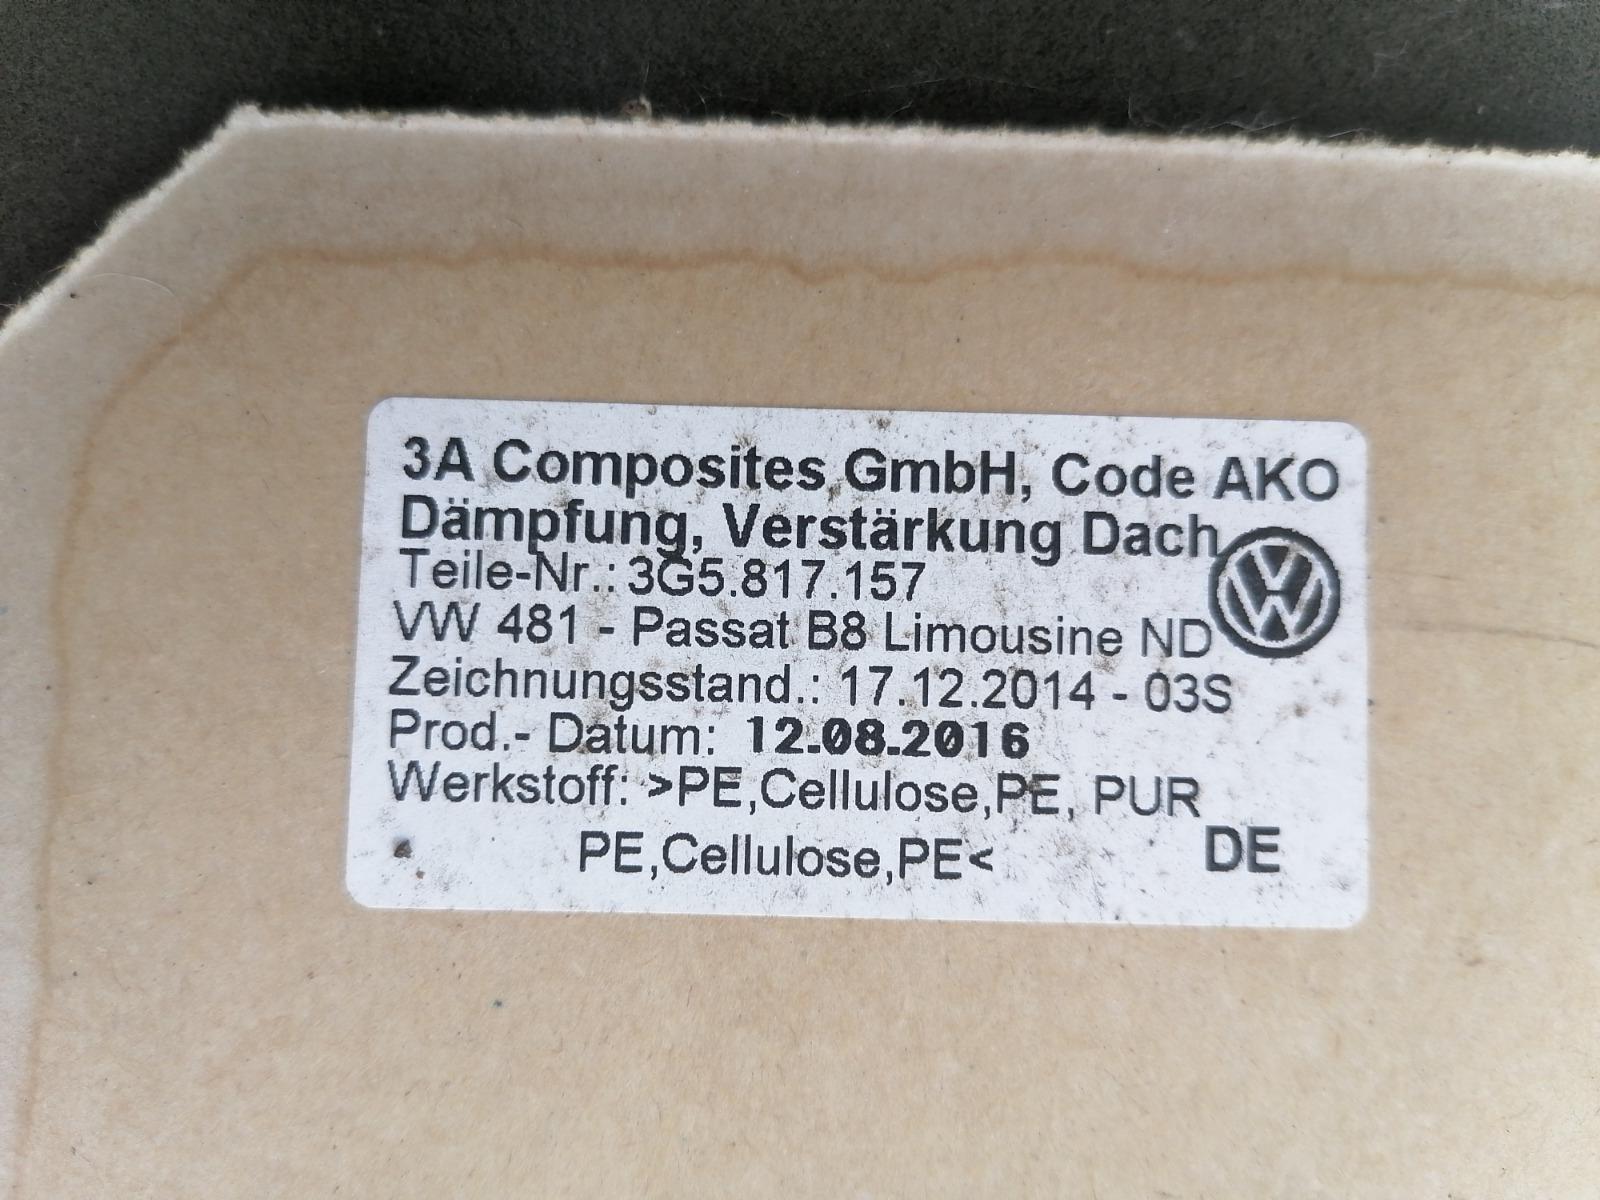 3A Composites GmbH, Code AKO
Dämpfung, Verstärkung Dach
Teile-Nr.: 3G5.817.157
VW 481 - Passat B8 Limousine ND
Zeichnungsstand.: 17.12.2014 - 03S
Prod.- Datum: 12.08.2016
Werkstoff: >PE,Cellulose,PE, PUR
PE,Cellulose,PE<
DE